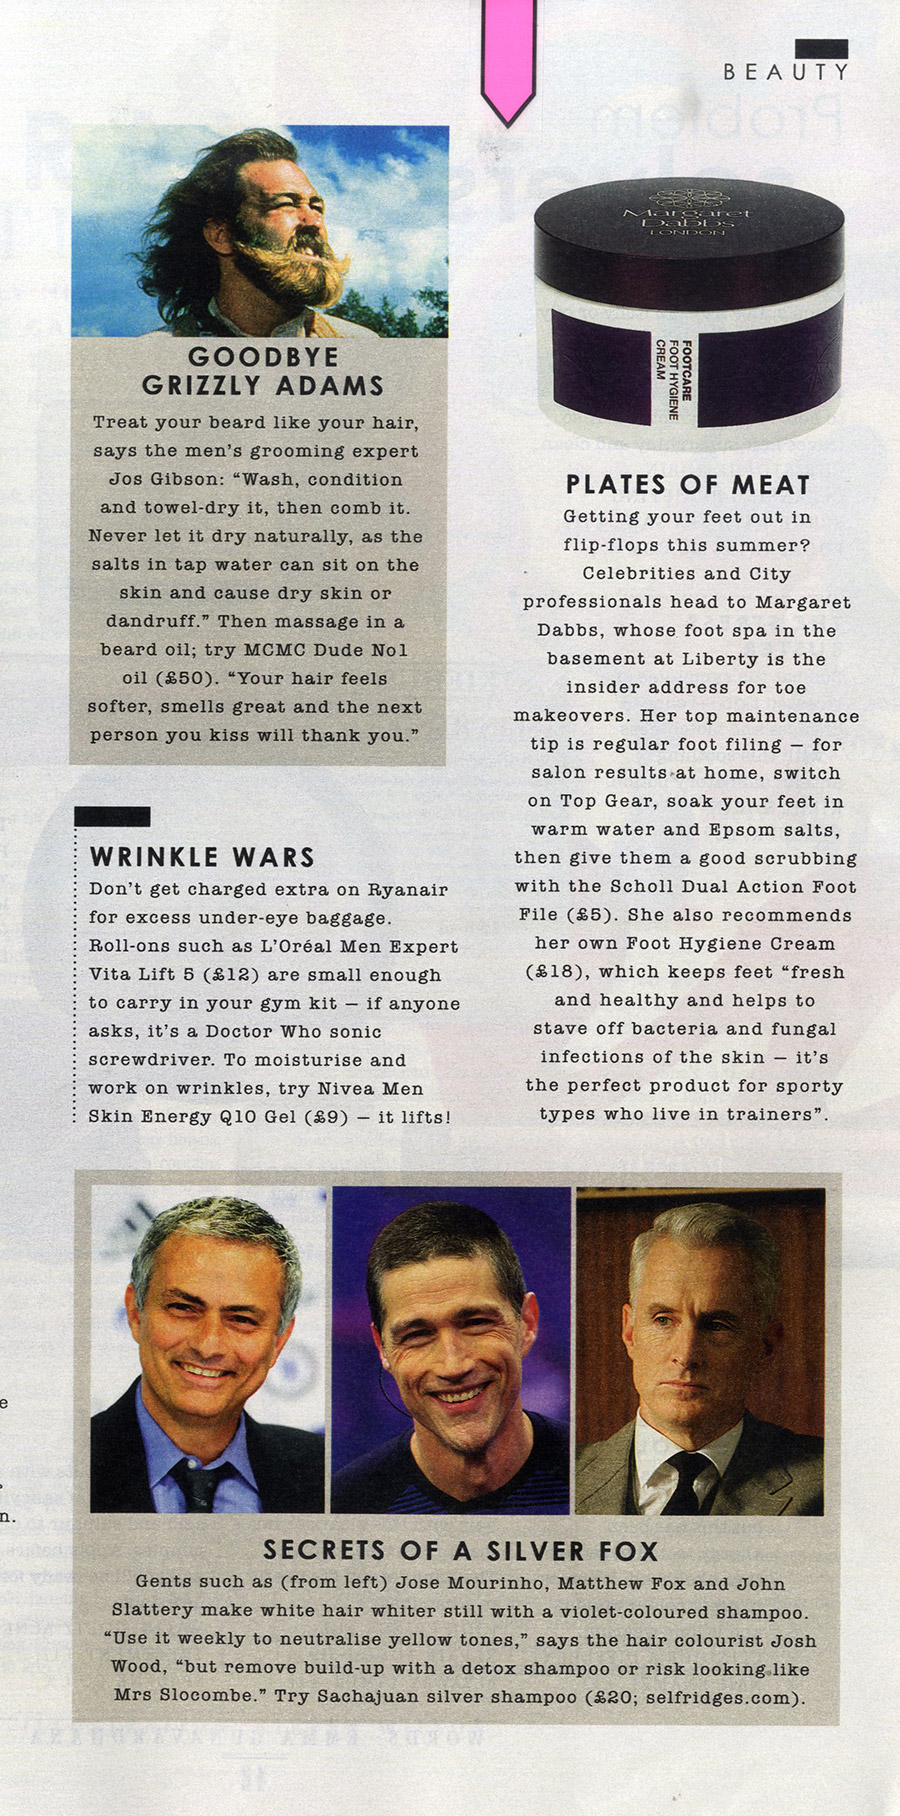 BEAUTY
Margaret
Dabbs
LONDON
FOOTCARE
FOOT HYGIENE
CREAM
GOODBYE
GRIZZLY ADAMS
Treat your beard like your hair,
says the men's grooming expert
Jos Gibson: “Wash, condition
and towel-dry it, then comb it.
Never let it dry naturally, as the
salts in tap water can sit on the
skin and cause dry skin or
dandruff.” Then massage in a
beard oil; try MCMC Dude No1
oil (£50). “Your hair feels
softer, smells great and the next
person you kiss will thank you.”
WRINKLE WARS
Don't get charged extra on Ryanair
for excess under-eye baggage.
Roll-ons such as L'Oréal Men Expert
Vita Lift 5 (£12) are small enough
to carry in your gym kit – if anyone
asks, it's a Doctor Who sonic
screwdriver. To moisturise and
work on wrinkles, try Nivea Men
Skin Energy Q10 Gel (£9) – it lifts!
PLATES OF MEAT
Getting your feet out in
flip-flops this summer?
Celebrities and City
professionals head to Margaret
Dabbs, whose foot spa in the
basement at Liberty is the
insider address for toe
makeovers. Her top maintenance
tip is regular foot filing – for
salon results at home, switch
on Top Gear, soak your feet in
warm water and Epsom salts,
then give them a good scrubbing
with the Scholl Dual Action Foot
File (£5). She also recommends
her own Foot Hygiene Cream
(£18), which keeps feet “fresh
and healthy and helps to
stave off bacteria and fungal
infections of the skin – it's
the perfect product for sporty
types who live in trainers”.
SECRETS OF A SILVER FOX
Gents such as (from left) Jose Mourinho, Matthew Fox and John
Slattery make white hair whiter still with a violet-coloured shampoo.
“Use it weekly to neutralise yellow tones,” says the hair colourist Josh
Wood, “but remove build-up with a detox shampoo or risk looking like
Mrs Slocombe.” Try Sachajuan silver shampoo (£20; selfridges.com).